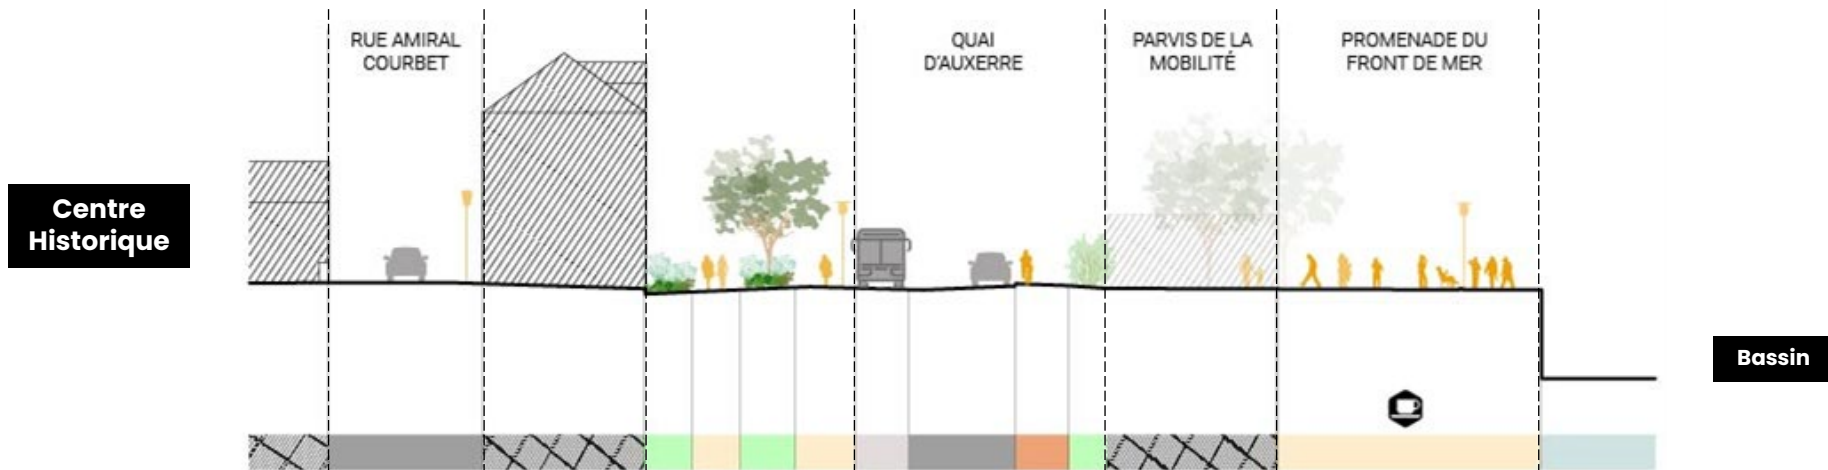 RUE AMIRAL
COURBET
QUAI
D'AUXERRE
PARVIS DE LA
MOBILITÉ
PROMENADE DU
FRONT DE MER
Centre
Historique
Bassin